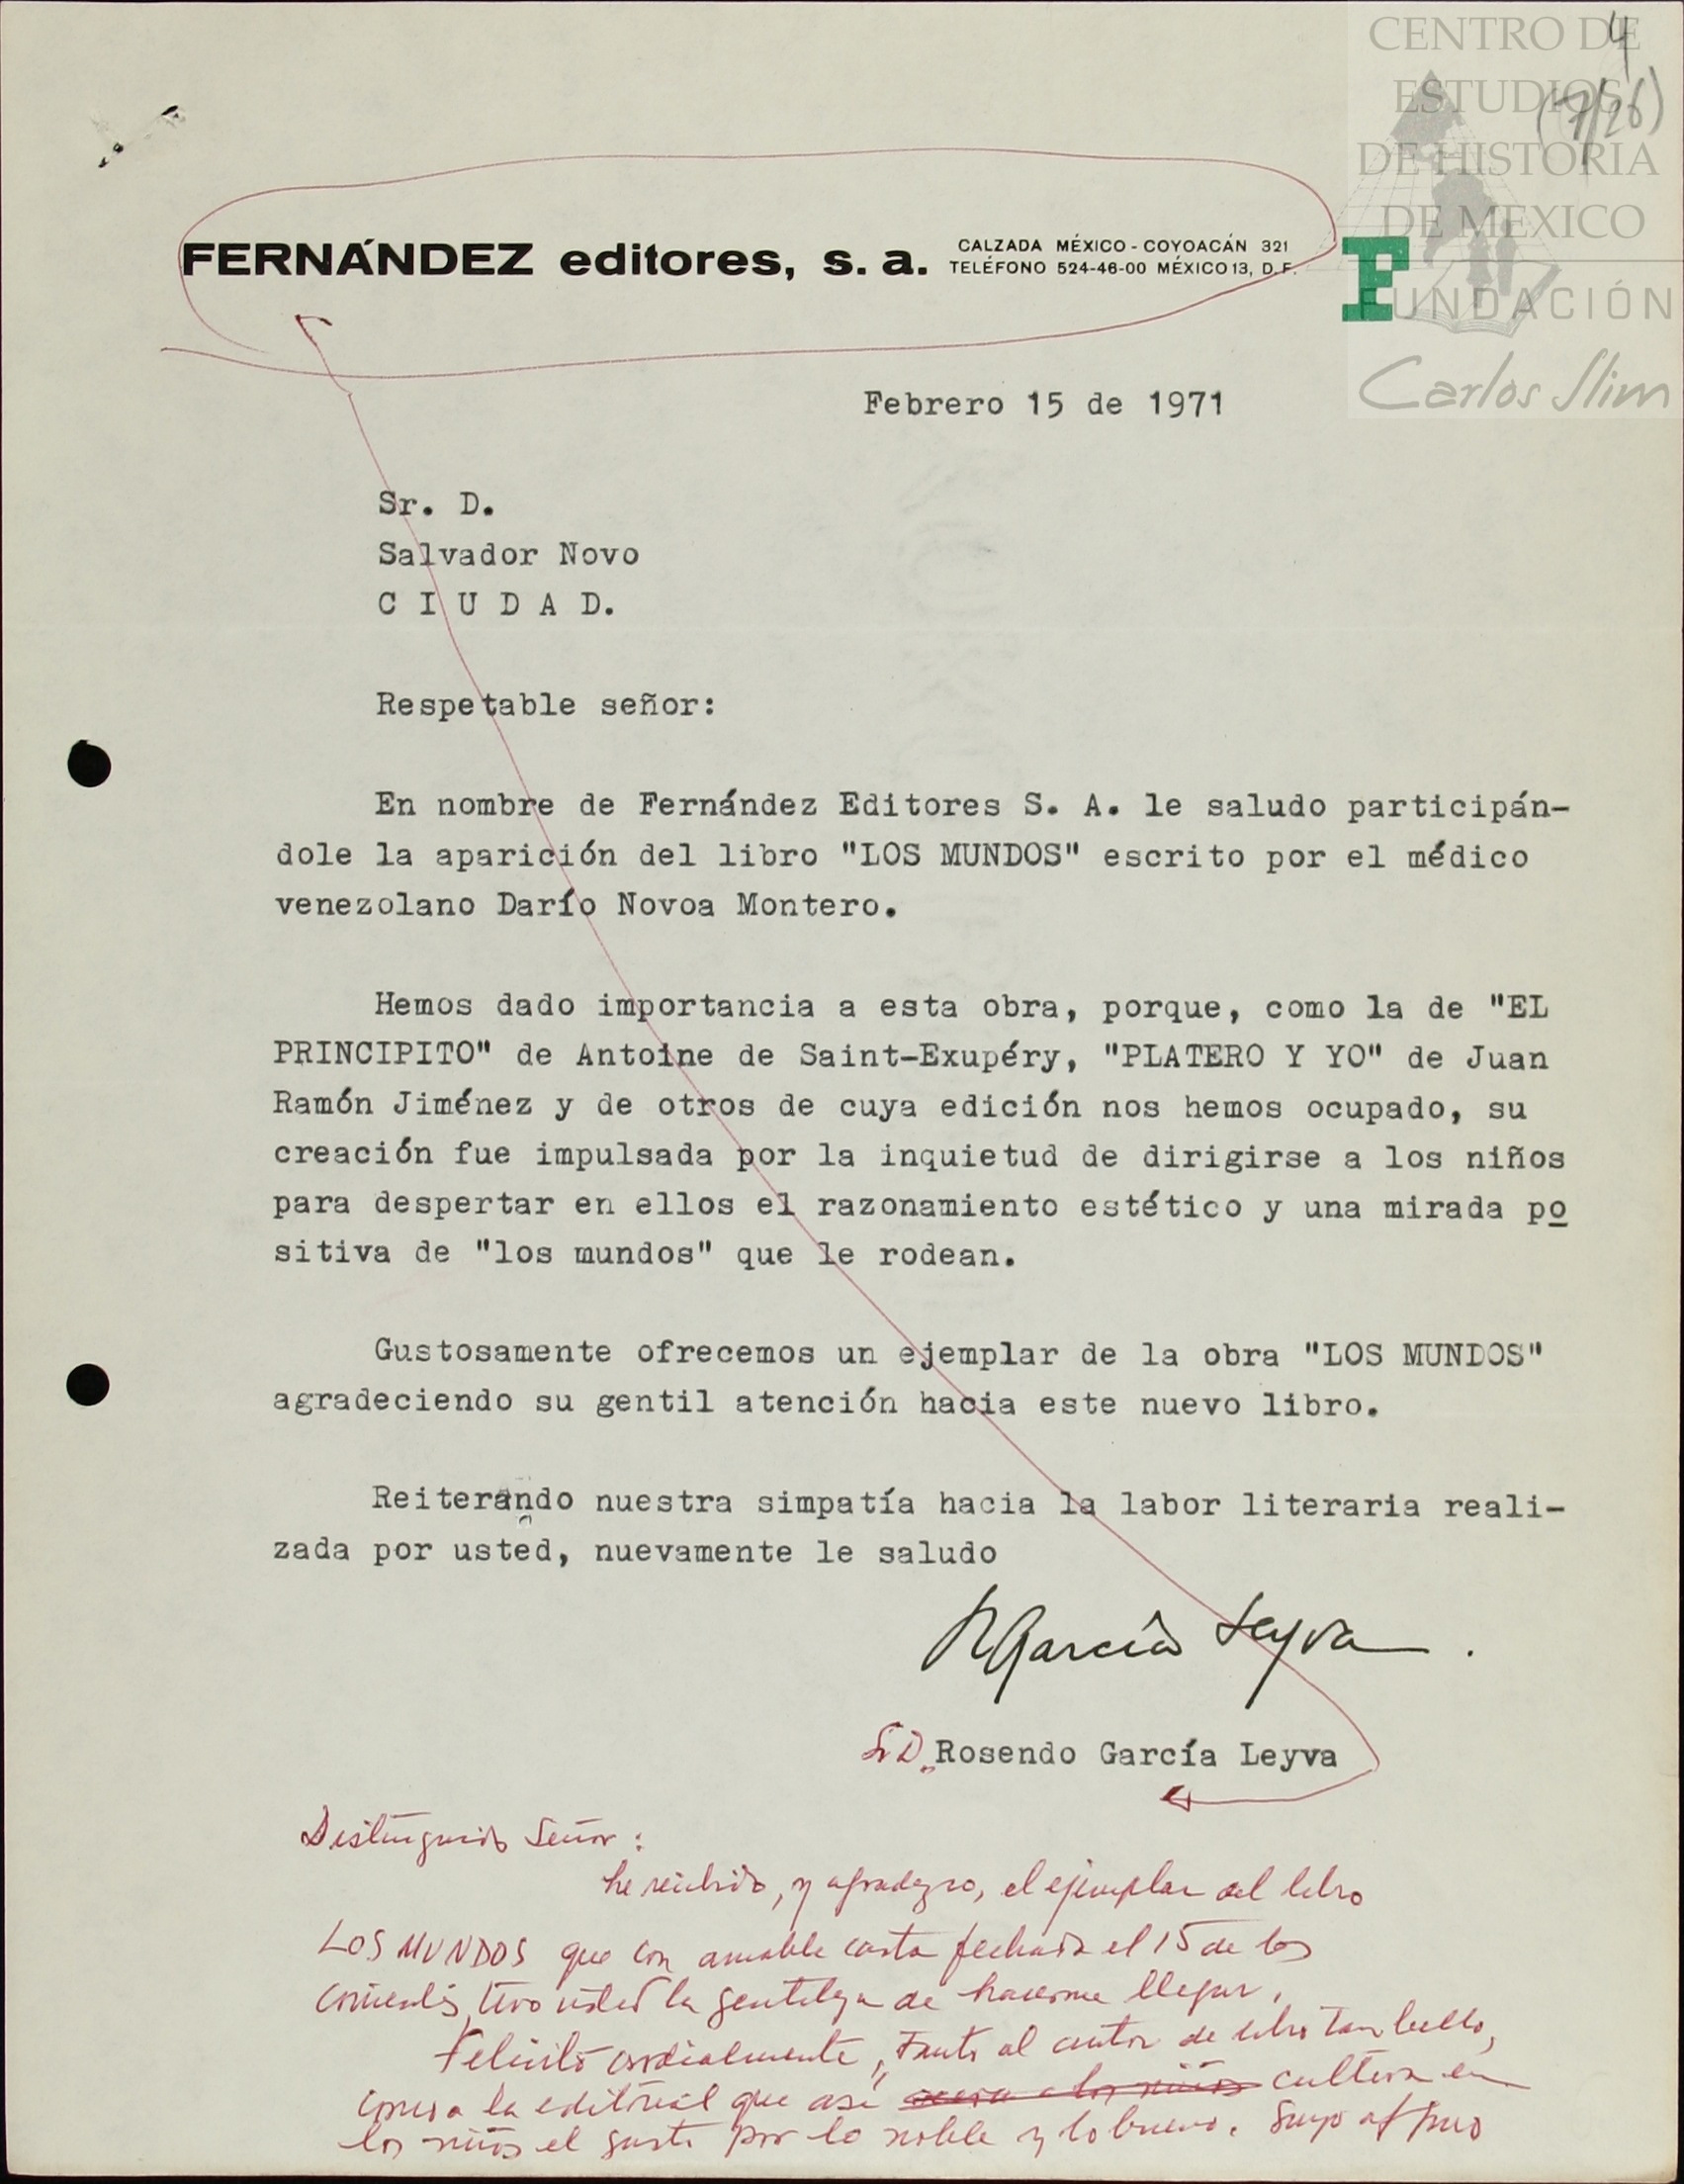 4
(7/26)
CENTRO DE
ESTUDIOS
DE HISTORIA
DE MEXICO
FUNDACIÓN
Carlos Slim
FERNÁNDEZ editores, s. a.
CALZADA MÉXICO - COYOACÁN 321
TELÉFONO 524-46-00 MÉXICO 13, D.F.
F
Febrero 15 de 1971
Sr. D.
Salvador Novo
C I U D A D.
Respetable señor:
En nombre de Fernández Editores S. A. le saludo participán-
dole la aparición del libro "LOS MUNDOS" escrito por el médico
venezolano Darío Novoa Montero.
Hemos dado importancia a esta obra, porque, como la de "EL
PRINCIPITO" de Antoine de Saint-Exupéry, "PLATERO Y YO" de Juan
Ramón Jiménez y de otros de cuya edición nos hemos ocupado, su
creación fue impulsada por la inquietud de dirigirse a los niños
para despertar en ellos el razonamiento estético y una mirada po
sitiva de "los mundos" que le rodean.
Gustosamente ofrecemos un ejemplar de la obra "LOS MUNDOS"
agradeciendo su gentil atención hacia este nuevo libro.
Reiterando nuestra simpatía hacia la labor literaria reali-
zada por usted, nuevamente le saludo
R García Leyva.
Sr D. Rosendo García Leyva
Distinguido Señor:
he recibido, y agradezco, el ejemplar del libro
LOS MUNDOS que con amable carta fechada el 15 de los
corrientes, tuvo usted la gentileza de hacerme llegar.
Felicito cordialmente, tanto al autor de libro tan bello,
como a la editorial que así a los niños cultiva en
los niños el gusto por lo noble y lo bueno. Suyo